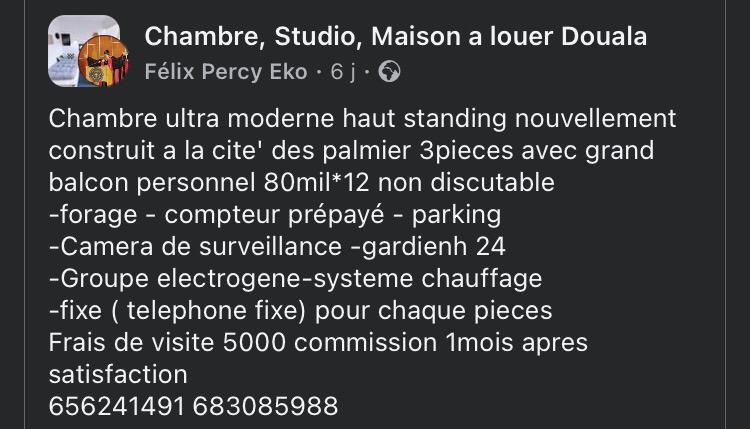 Chambre, Studio, Maison a louer Douala
Félix Percy Eko · 6 j ·
Chambre ultra moderne haut standing nouvellement
construit a la cite' des palmier 3pieces avec grand
balcon personnel 80mil*12 non discutable
-forage - compteur prépayé - parking
-Camera de surveillance -gardienh 24
-Groupe electrogene-systeme chauffage
-fixe ( telephone fixe) pour chaque pieces
Frais de visite 5000 commission 1mois apres
satisfaction
656241491 683085988